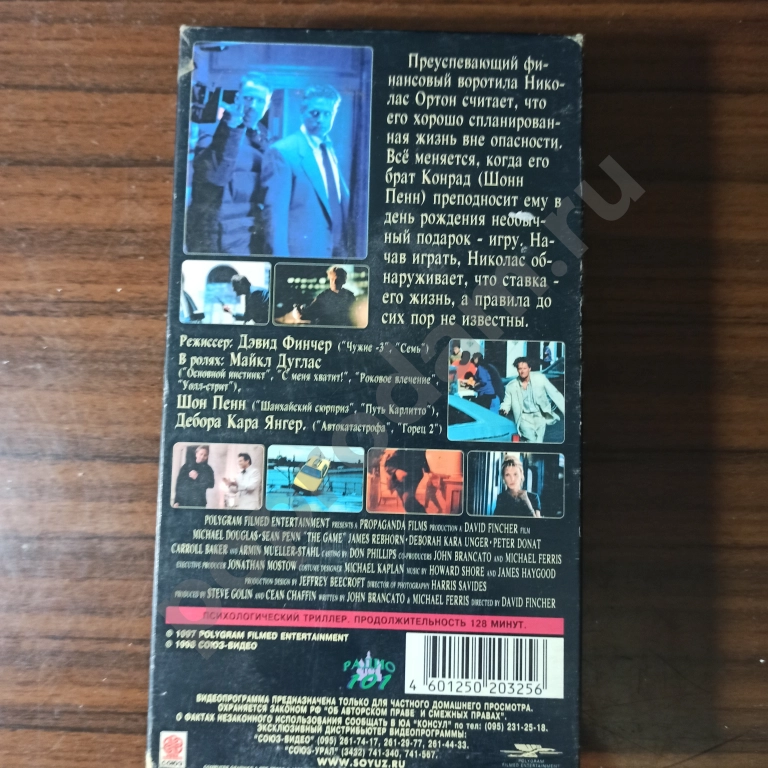 Преуспевающий фи-
нансовый воротила Нико-
лас Ортон считает, что
его хорошо спланирован-
ная жизнь вне опасности.
Всё меняется, когда его
брат Конрад (Шонн
Пенн) преподносит ему в
день рождения необыч-
ный подарок - игру. На-
чав играть, Николас об-
наруживает, что ставка -
его жизнь, а правила до
сих пор не известны.
Режиссер: Дэвид Финчер ("Чужие -3", "Семь")
В ролях: Майкл Дуглас
("Основной инстинкт", "С меня хватит!", "Роковое влечение",
"Уолл-стрит"),
Шон Пенн ("Шанхайский сюрприз", "Путь Карлитто"),
Дебора Кара Янгер. ("Автокатастрофа", "Горец 2")
POLYGRAM FILMED ENTERTAINMENT PRESENTS A PROPAGANDA FILMS PRODUCTION A DAVID FINCHER FILM
MICHAEL DOUGLAS · SEAN PENN "THE GAME" JAMES REBHORN · DEBORAH KARA UNGER · PETER DONAT
CARROLL BAKER AND ARMIN MUELLER-STAHL CASTING BY DON PHILLIPS CO-PRODUCERS JOHN BRANCATO AND MICHAEL FERRIS
EXECUTIVE PRODUCER JONATHAN MOSTOW COSTUME DESIGNER MICHAEL KAPLAN MUSIC BY HOWARD SHORE AND JAMES HAYGOOD
PRODUCTION DESIGN BY JEFFREY BEECROFT DIRECTOR OF PHOTOGRAPHY HARRIS SAVIDES
PRODUCED BY STEVE GOLIN AND CEAN CHAFFIN WRITTEN BY JOHN BRANCATO & MICHAEL FERRIS DIRECTED BY DAVID FINCHER
ПСИХОЛОГИЧЕСКИЙ ТРИЛЛЕР. ПРОДОЛЖИТЕЛЬНОСТЬ 128 МИНУТ.
© 1997 POLYGRAM FILMED ENTERTAINMENT
© 1998 СОЮЗ-ВИДЕО
РАДИО
101
4 601250 203256
ВИДЕОПРОГРАММА ПРЕДНАЗНАЧЕНА ТОЛЬКО ДЛЯ ЧАСТНОГО ДОМАШНЕГО ПРОСМОТРА.
ОХРАНЯЕТСЯ ЗАКОНОМ РФ "ОБ АВТОРСКОМ ПРАВЕ И СМЕЖНЫХ ПРАВАХ".
О ФАКТАХ НЕЗАКОННОГО ИСПОЛЬЗОВАНИЯ СООБЩАТЬ В ЮА "КОНСУЛ" по тел: (095) 231-25-18.
ЭКСКЛЮЗИВНЫЙ ДИСТРИБЬЮТЕР ВИДЕОПРОГРАММЫ:
"СОЮЗ-ВИДЕО" (095) 261-74-17, 261-29-77, 261-44-33.
"СОЮЗ-УРАЛ" (3432) 741-340, 741-567.
WWW.SOYUZ.RU
СОЮЗ
POLYGRAM
FILMED ENTERTAINMENT